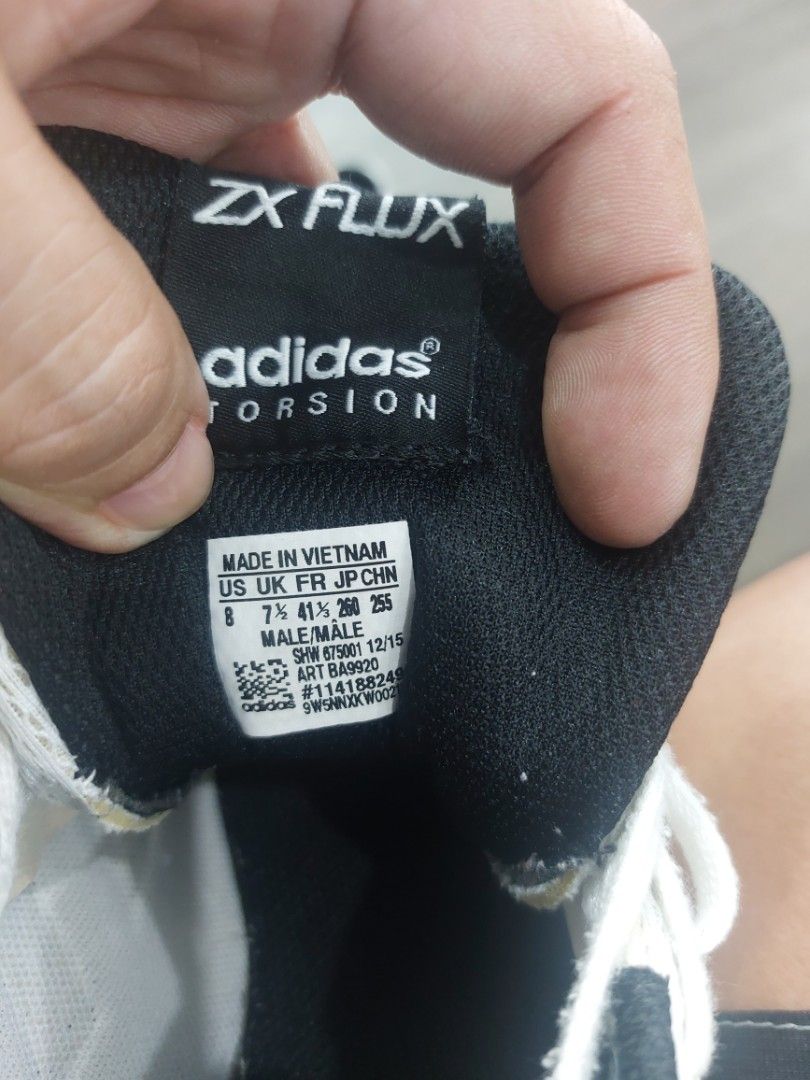 ZX FLUX
adidas®
TORSION
MADE IN VIETNAM
US UK FR JP CHN
8 7½ 41⅓ 260 255
MALE/MÂLE
SHW 675001 12/15
ART BA9920
#114188249
adidas
9W5NNXKW002